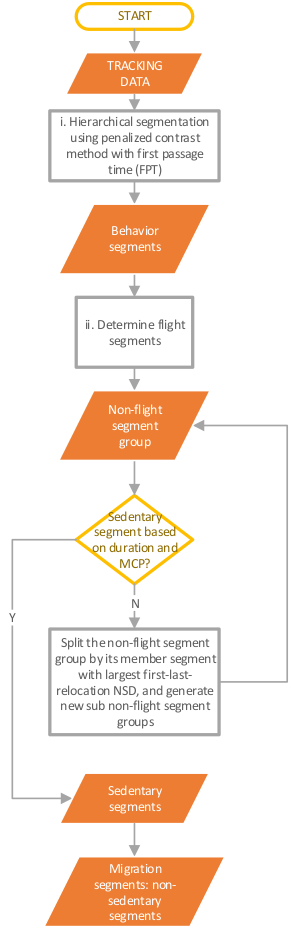 START
TRACKING
DATA
i. Hierarchical segmentation
using penalized contrast
method with first passage
time (FPT)
Behavior
segments
ii. Determine flight
segments
Non-flight
segment
group
Sedentary
segment based
on duration and
MCP?
N
Y
Split the non-flight segment
group by its member segment
with largest first-last-
relocation NSD, and generate
new sub non-flight segment
groups
Sedentary
segments
Migration
segments: non-
sedentary
segments